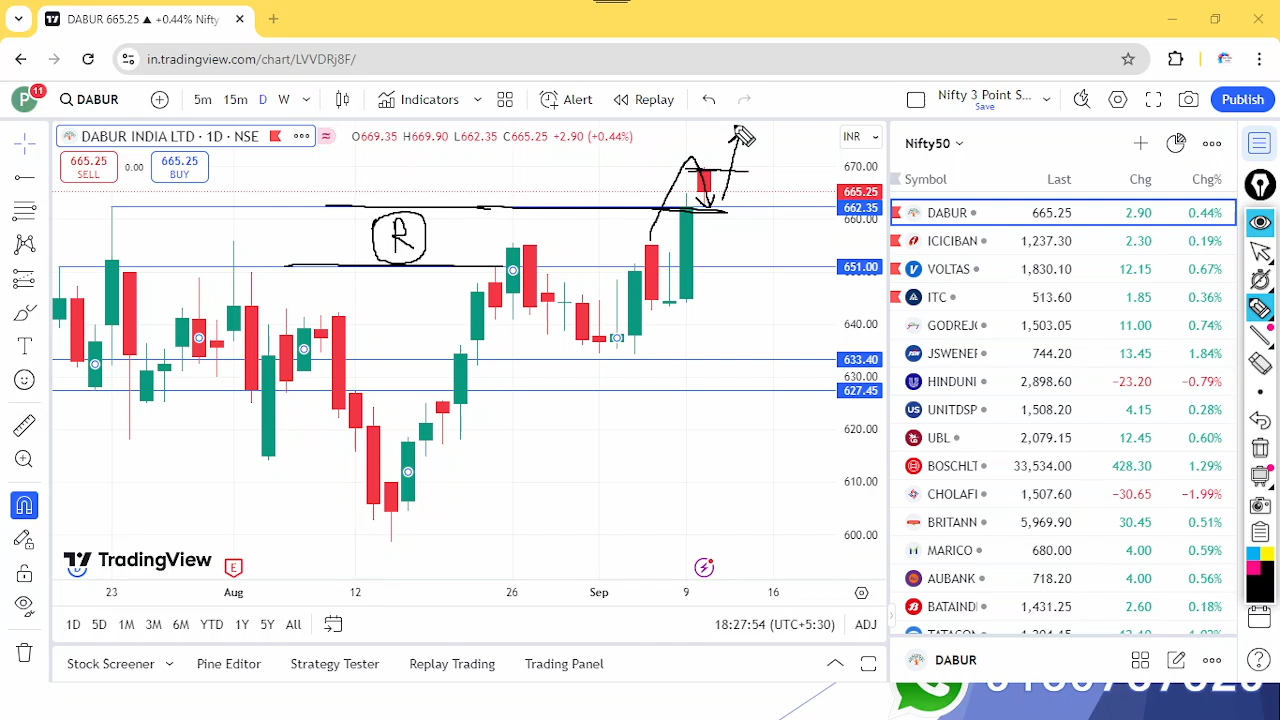 DABUR 665.25 ▲ +0.44% Nifty
in.tradingview.com/chart/LVVDRj8F/
P 11
DABUR
5m 15m D W
Indicators
Alert
Replay
Nifty 3 Point S...
Save
Publish
DABUR INDIA LTD · 1D · NSE
O669.35 H669.90 L662.35 C665.25 +2.90 (+0.44%)
INR
665.25 SELL
0.00
665.25 BUY
R
670.00
665.25
662.35
660.00
651.00
640.00
633.40
630.00
627.45
620.00
610.00
600.00
TradingView
E
23 Aug 12 26 Sep 9 16
1D 5D 1M 3M 6M YTD 1Y 5Y All
18:27:54 (UTC+5:30) ADJ
Stock Screener Pine Editor Strategy Tester Replay Trading Trading Panel
Nifty50
Symbol Last Chg Chg%
DABUR 665.25 2.90 0.44%
ICICIBAN 1,237.30 2.30 0.19%
VOLTAS 1,830.10 12.15 0.67%
ITC 513.60 1.85 0.36%
GODREJ 1,503.05 11.00 0.74%
JSWENER 744.20 13.45 1.84%
HINDUNI 2,898.60 −23.20 −0.79%
UNITDSP 1,508.20 4.15 0.28%
UBL 2,079.15 12.45 0.60%
BOSCHLT 33,534.00 428.30 1.29%
CHOLAFI 1,507.60 −30.65 −1.99%
BRITANN 5,969.90 30.45 0.51%
MARICO 680.00 4.00 0.59%
AUBANK 718.20 4.00 0.56%
BATAIND 1,431.25 2.60 0.18%
DABUR